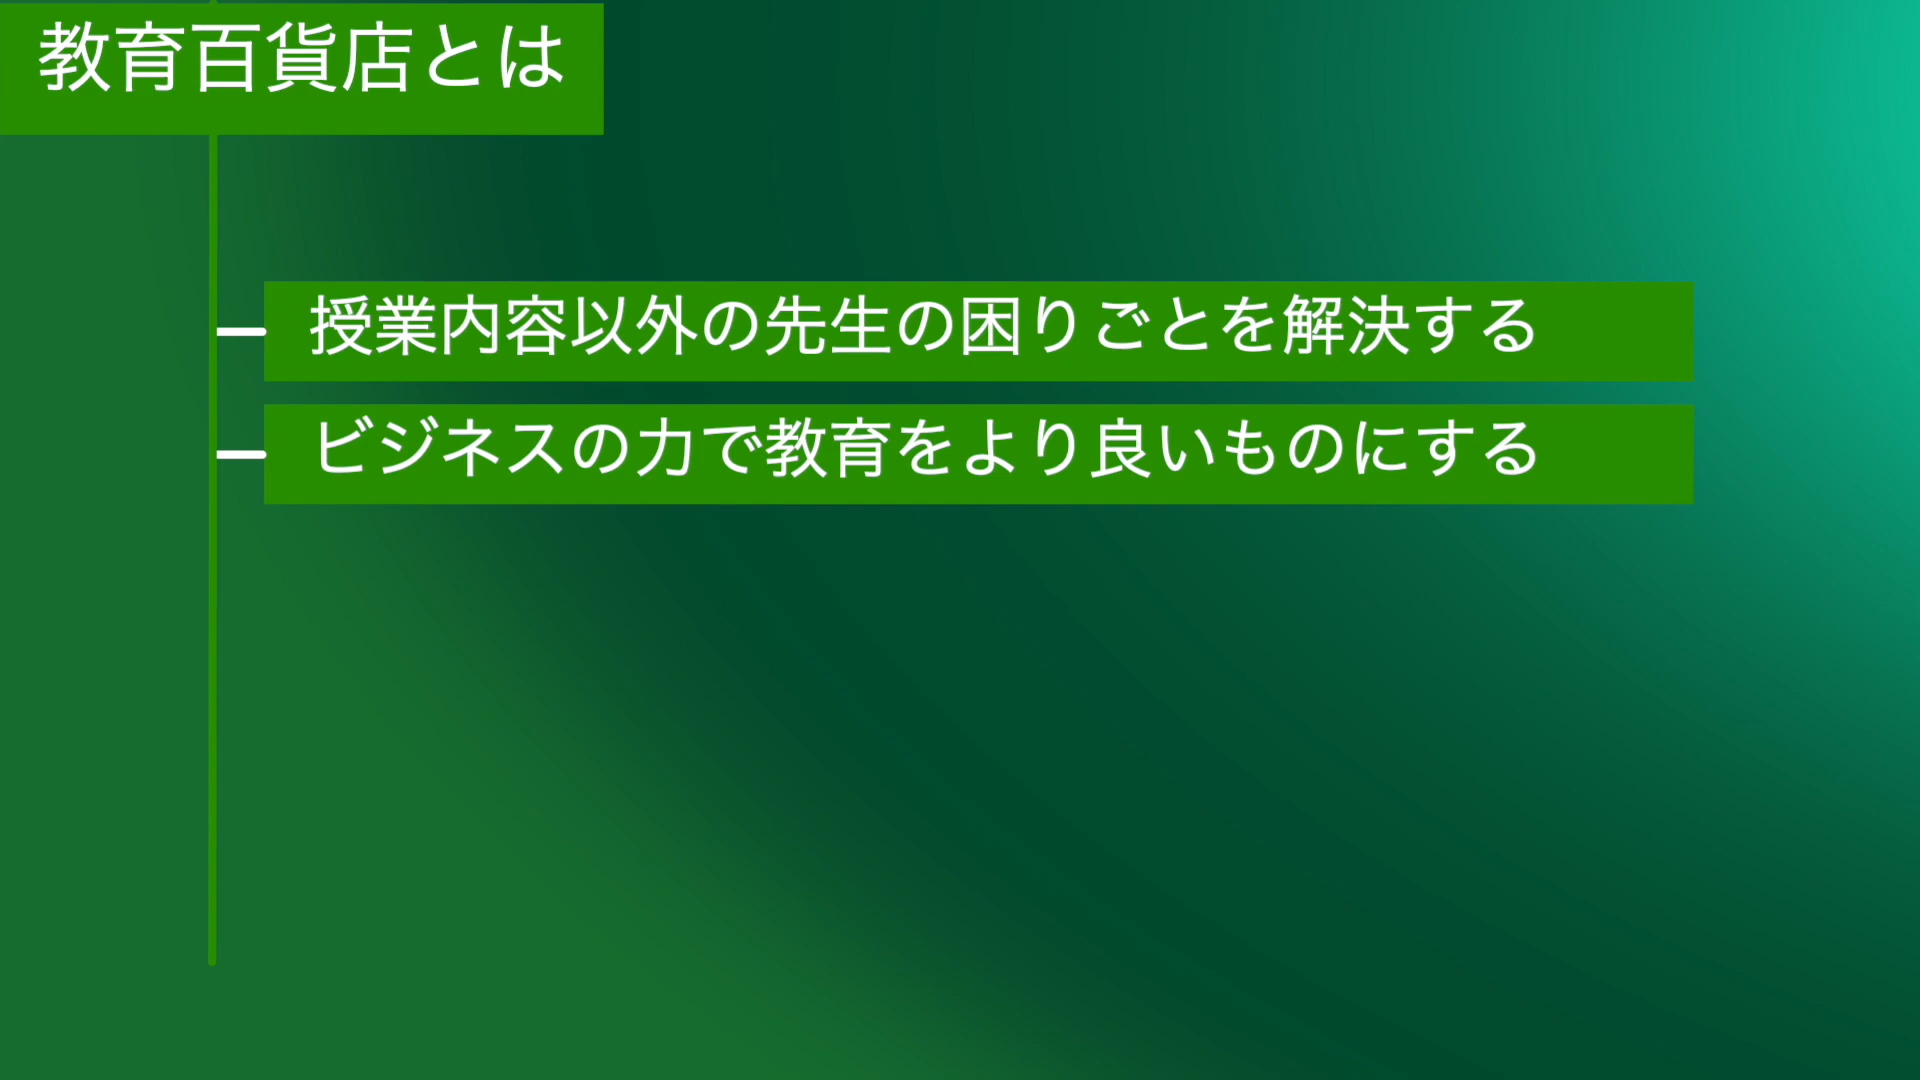 教育百貨店とは
授業内容以外の先生の困りごとを解決する
ビジネスの力で教育をより良いものにする